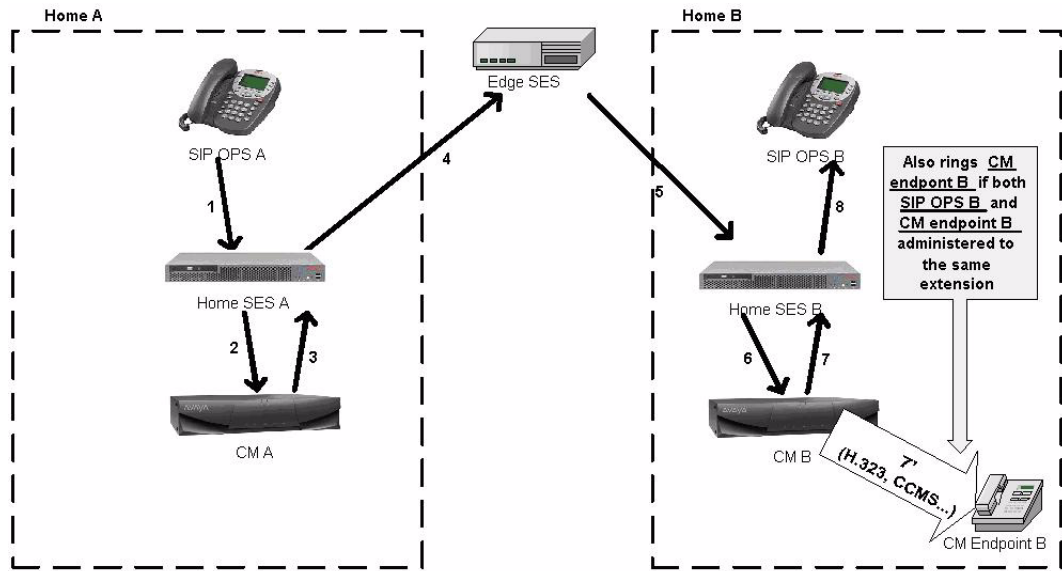 Home A
Home B
Edge SES
SIP OPS A
SIP OPS B
4
1
5
8
Also rings CM
endpont B if both
SIP OPS B and
CM endpoint B
administered to
the same
extension
Home SES A
Home SES B
2
3
6
7
AVAYA
AVAYA
CM A
CM B
7'
(H.323, CCMS...)
CM Endpoint B